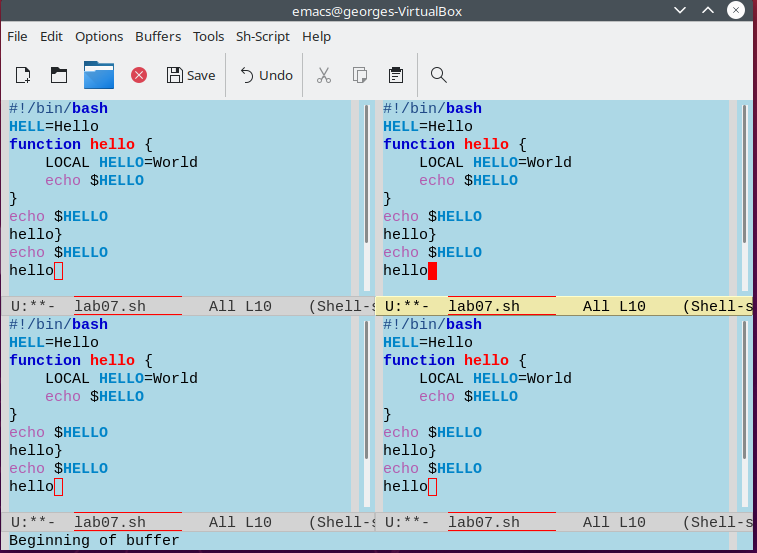 emacs@georges-VirtualBox
File Edit Options Buffers Tools Sh-Script Help
Save Undo
#!/bin/bash
HELL=Hello
function hello {
    LOCAL HELLO=World
    echo $HELLO
}
echo $HELLO
hello}
echo $HELLO
hello
U:**-  lab07.sh       All L10    (Shell-s
#!/bin/bash
HELL=Hello
function hello {
    LOCAL HELLO=World
    echo $HELLO
}
echo $HELLO
hello}
echo $HELLO
hello
U:**-  lab07.sh       All L10    (Shell-s
#!/bin/bash
HELL=Hello
function hello {
    LOCAL HELLO=World
    echo $HELLO
}
echo $HELLO
hello}
echo $HELLO
hello
U:**-  lab07.sh       All L10    (Shell-s
#!/bin/bash
HELL=Hello
function hello {
    LOCAL HELLO=World
    echo $HELLO
}
echo $HELLO
hello}
echo $HELLO
hello
U:**-  lab07.sh       All L10    (Shell-s
Beginning of buffer